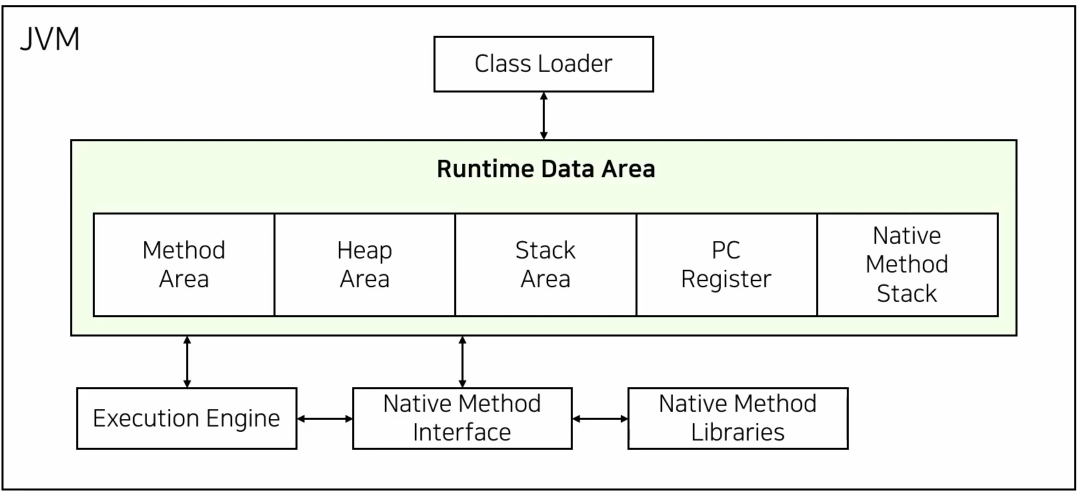 JVM
Class Loader
Runtime Data Area
Method
Area
Heap
Area
Stack
Area
PC
Register
Native
Method
Stack
Execution Engine
Native Method
Interface
Native Method
Libraries